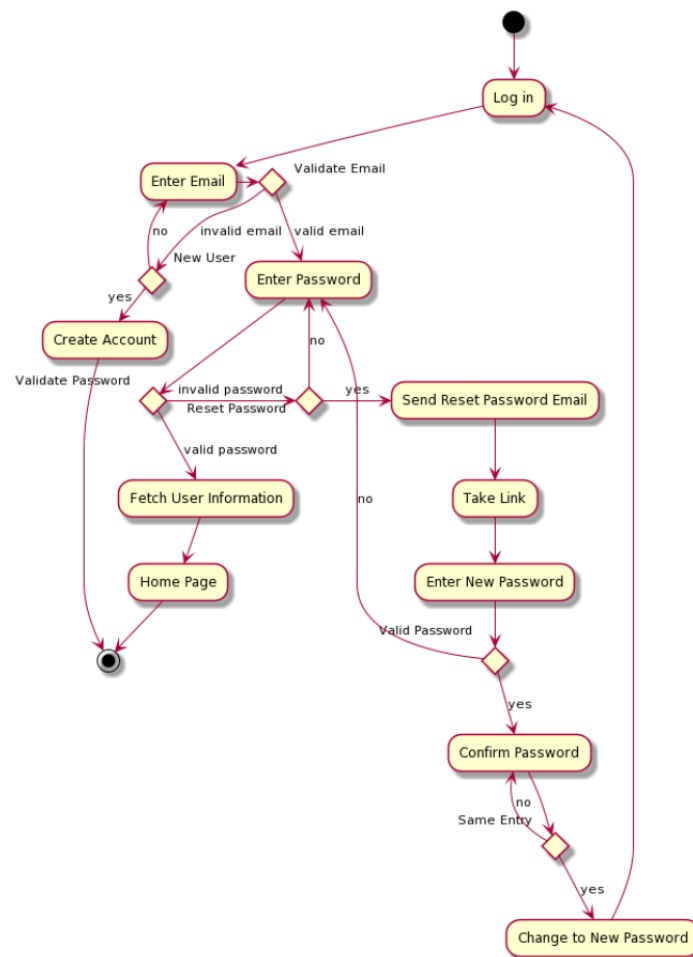 Log in
Validate Email
Enter Email
no
invalid email
valid email
New User
Enter Password
yes
Create Account
no
Validate Password
invalid password
yes
Reset Password
Send Reset Password Email
valid password
Fetch User Information
no
Take Link
Home Page
Enter New Password
Valid Password
yes
Confirm Password
no
Same Entry
yes
Change to New Password